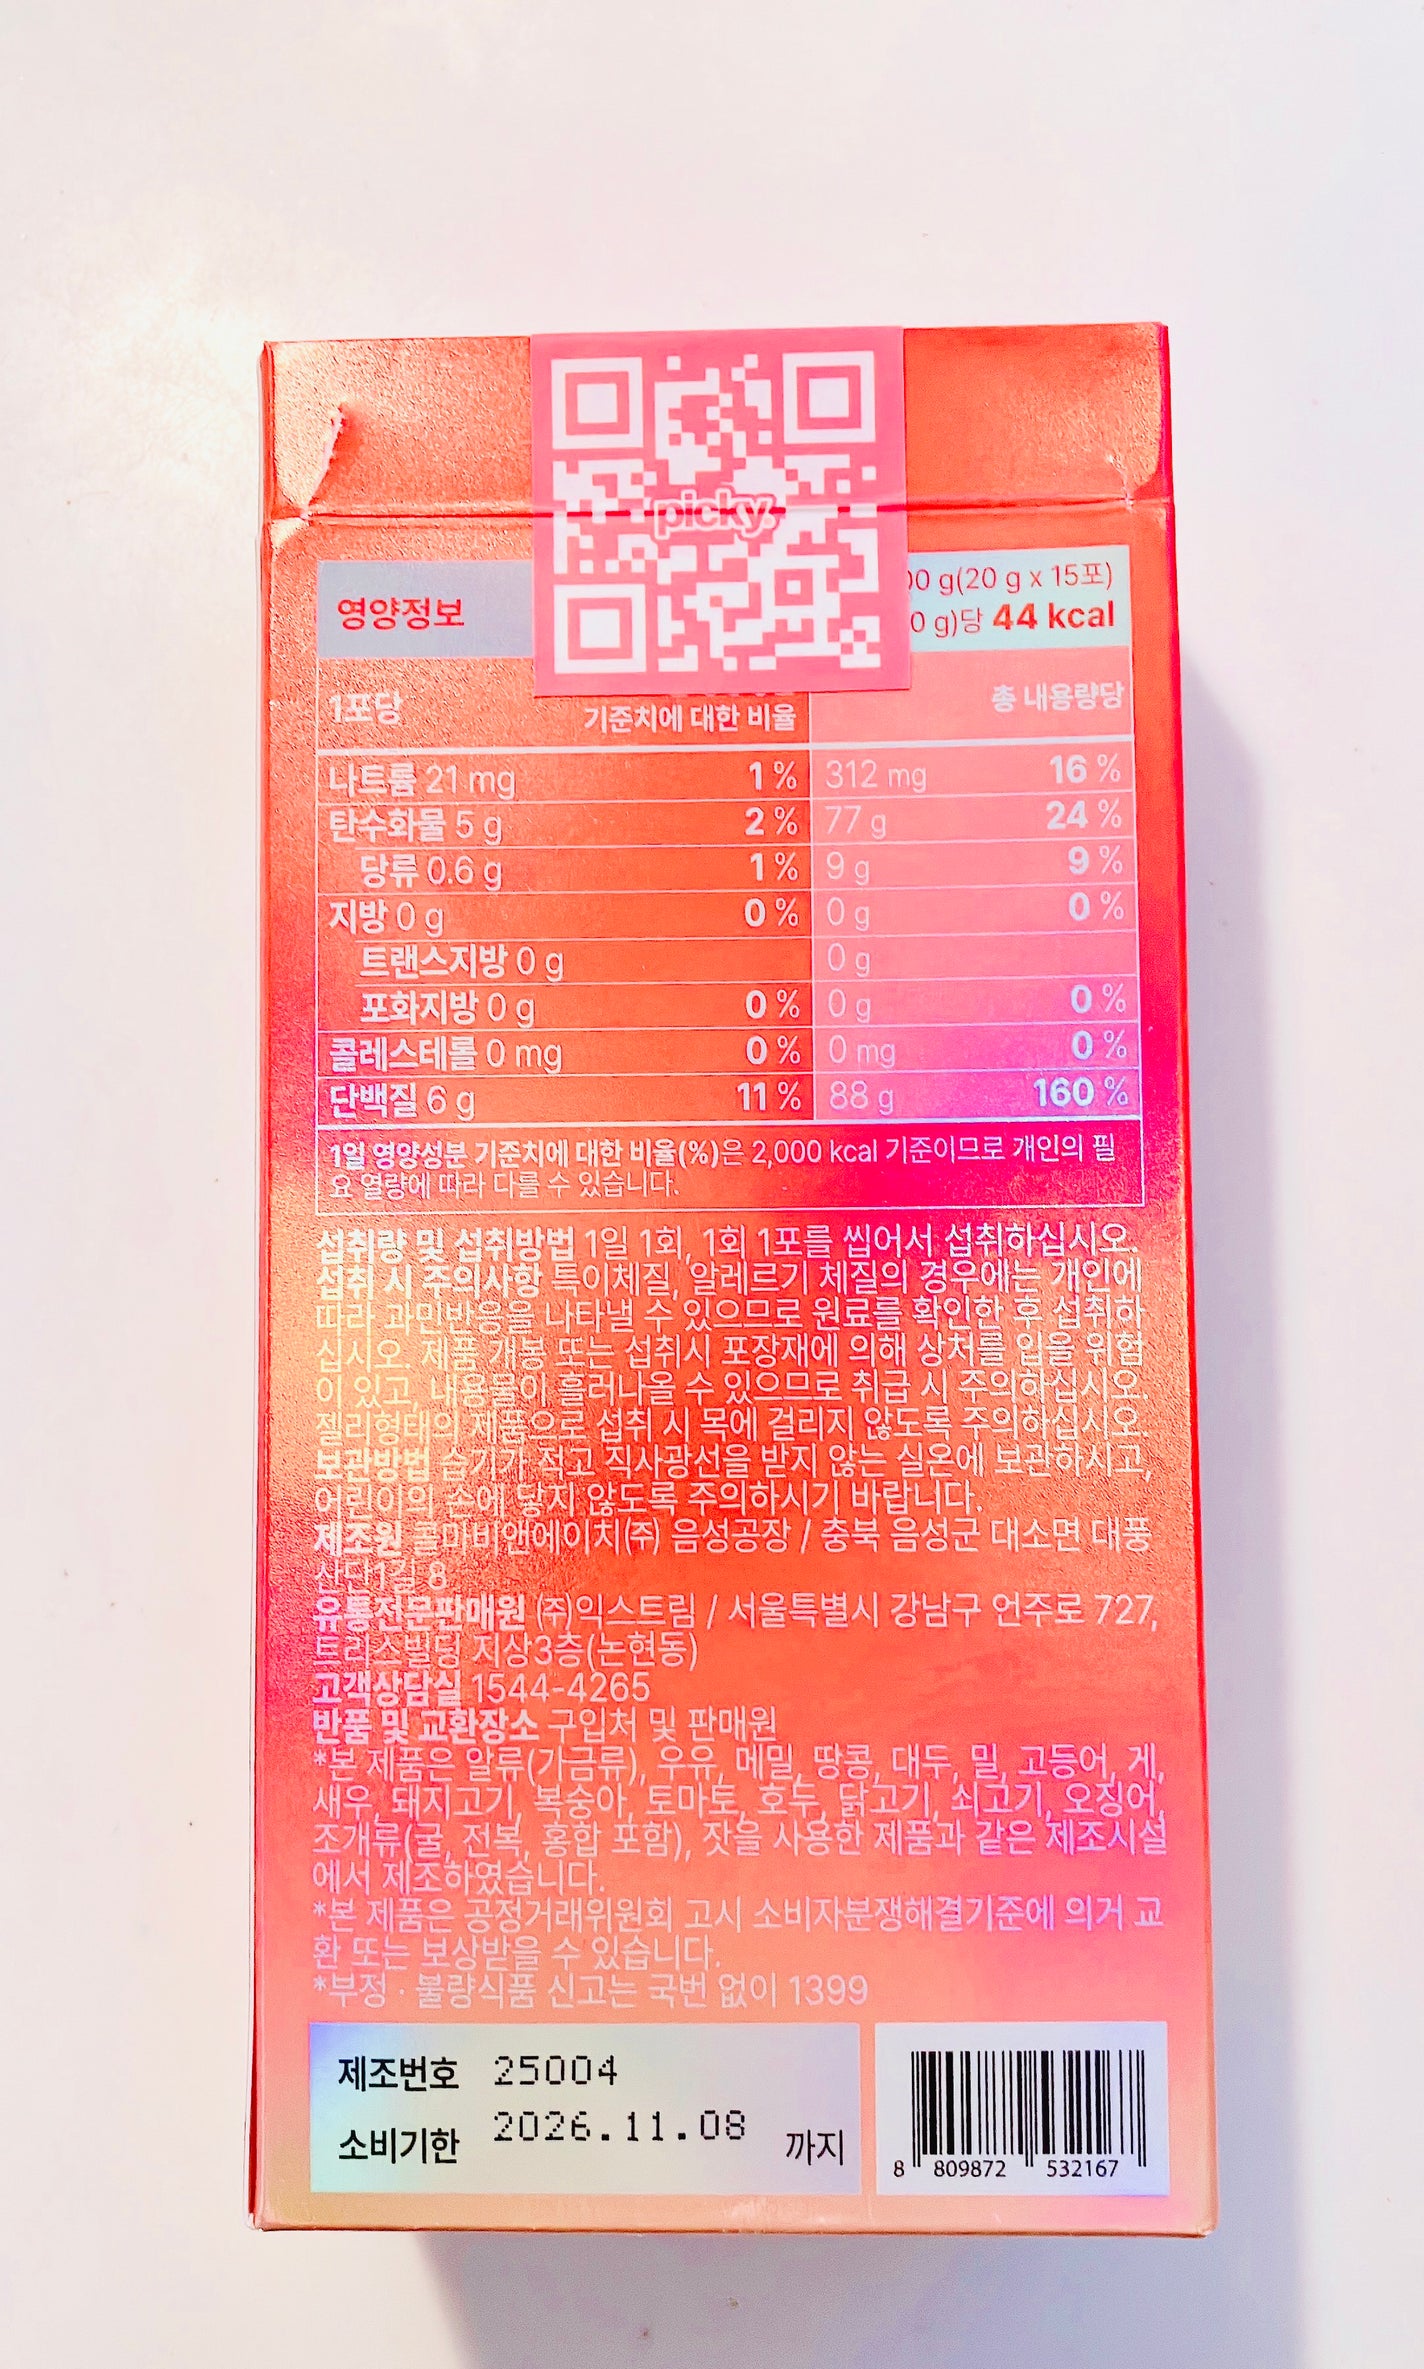 picky.
영양정보
00 g(20 g x 15포)
0 g)당 44 kcal
1포당 기준치에 대한 비율 총 내용량당
나트륨 21 mg 1 % 312 mg 16 %
탄수화물 5 g 2 % 77 g 24 %
당류 0.6 g 1 % 9 g 9 %
지방 0 g 0 % 0 g 0 %
트랜스지방 0 g 0 g
포화지방 0 g 0 % 0 g 0 %
콜레스테롤 0 mg 0 % 0 mg 0 %
단백질 6 g 11 % 88 g 160 %
1일 영양성분 기준치에 대한 비율(%)은 2,000 kcal 기준이므로 개인의 필
요 열량에 따라 다를 수 있습니다.
섭취량 및 섭취방법 1일 1회, 1회 1포를 씹어서 섭취하십시오.
섭취 시 주의사항 특이체질, 알레르기 체질의 경우에는 개인에
따라 과민반응을 나타낼 수 있으므로 원료를 확인한 후 섭취하
십시오. 제품 개봉 또는 섭취시 포장재에 의해 상처를 입을 위험
이 있고, 내용물이 흘러나올 수 있으므로 취급 시 주의하십시오.
젤리형태의 제품으로 섭취 시 목에 걸리지 않도록 주의하십시오.
보관방법 습기가 적고 직사광선을 받지 않는 실온에 보관하시고,
어린이의 손에 닿지 않도록 주의하시기 바랍니다.
제조원 콜마비앤에이치(주) 음성공장 / 충북 음성군 대소면 대풍
산단1길 8
유통전문판매원 (주)익스트림 / 서울특별시 강남구 언주로 727,
트리스빌딩 지상3층(논현동)
고객상담실 1544-4265
반품 및 교환장소 구입처 및 판매원
*본 제품은 알류(가금류), 우유, 메밀, 땅콩, 대두, 밀, 고등어, 게,
새우, 돼지고기, 복숭아, 토마토, 호두, 닭고기, 쇠고기, 오징어,
조개류(굴, 전복, 홍합 포함), 잣을 사용한 제품과 같은 제조시설
에서 제조하였습니다.
*본 제품은 공정거래위원회 고시 소비자분쟁해결기준에 의거 교
환 또는 보상받을 수 있습니다.
*부정 · 불량식품 신고는 국번 없이 1399
제조번호 25004
소비기한 2026.11.08 까지
8 809872 532167